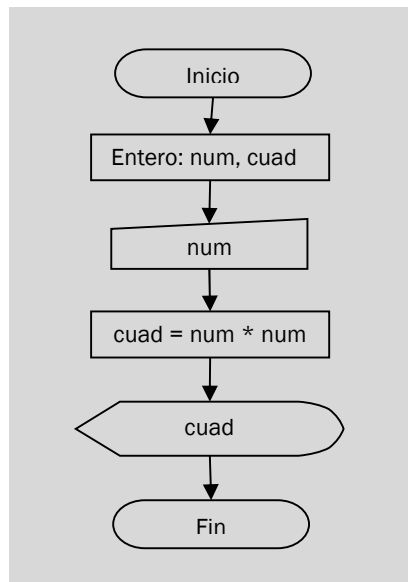 Inicio
Entero: num, cuad
num
cuad = num * num
cuad
Fin